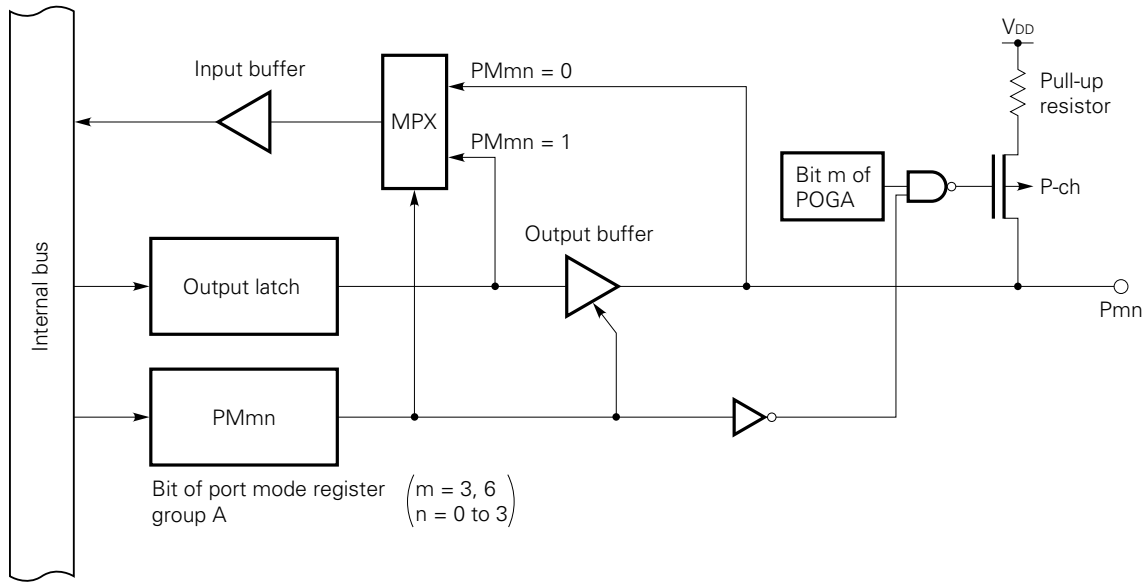 VDD
Input buffer
PMmn = 0
Pull-up
resistor
MPX
PMmn = 1
Bit m of
POGA
P-ch
Output buffer
Internal bus
Output latch
Pmn
PMmn
Bit of port mode register
group A
m = 3, 6
n = 0 to 3